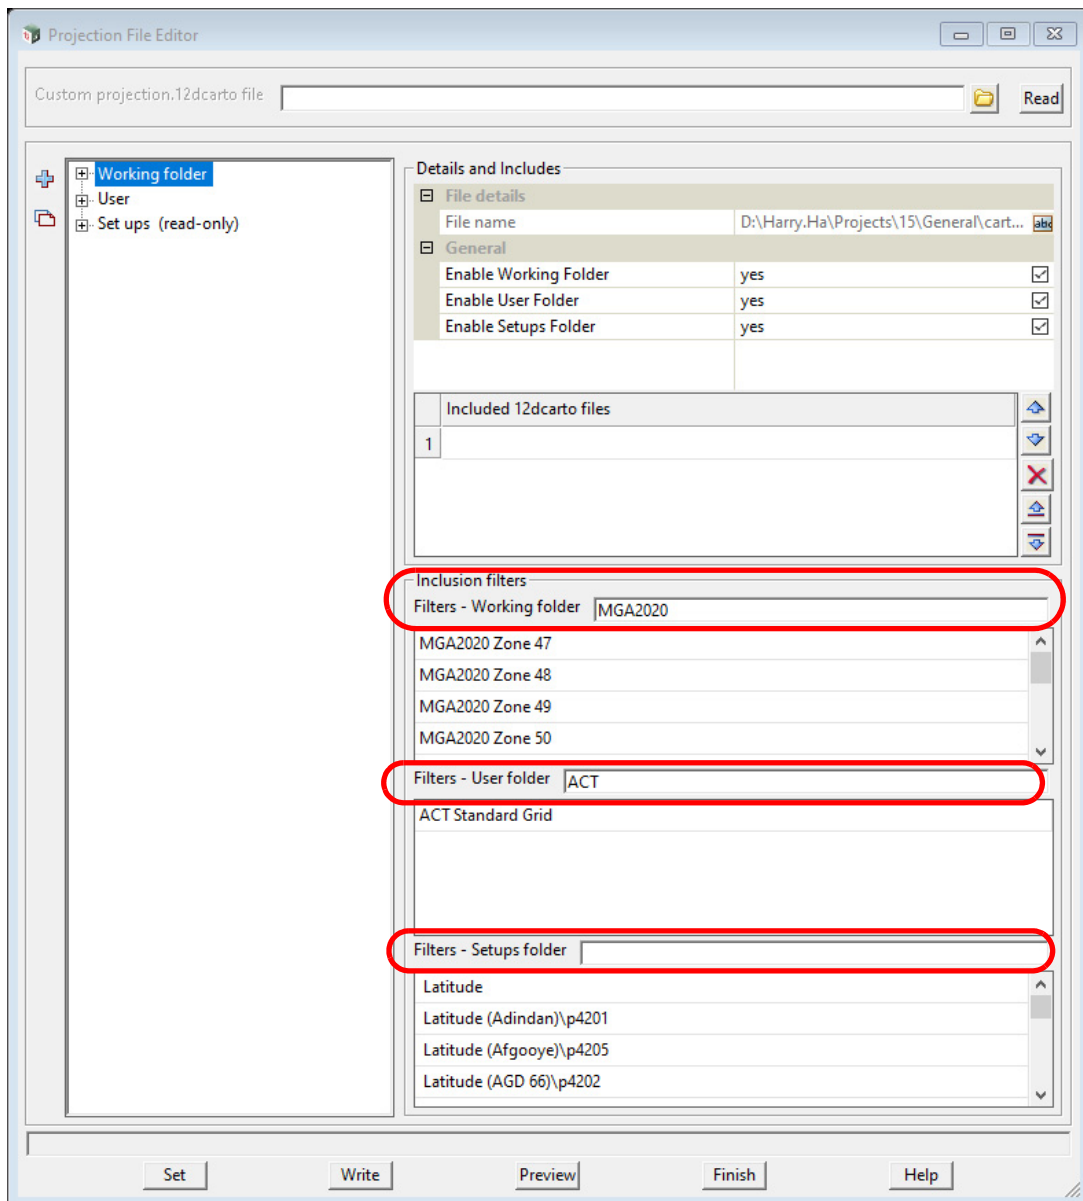 Projection File Editor
Custom projection.12dcarto file
Read
Working folder
User
Set ups (read-only)
Details and Includes
File details
File name D:\Harry.Ha\Projects\15\General\cart... abc
General
Enable Working Folder yes
Enable User Folder yes
Enable Setups Folder yes
Included 12dcarto files
1
Inclusion filters
Filters - Working folder MGA2020
MGA2020 Zone 47
MGA2020 Zone 48
MGA2020 Zone 49
MGA2020 Zone 50
Filters - User folder ACT
ACT Standard Grid
Filters - Setups folder
Latitude
Latitude (Adindan)\p4201
Latitude (Afgooye)\p4205
Latitude (AGD 66)\p4202
Set Write Preview Finish Help